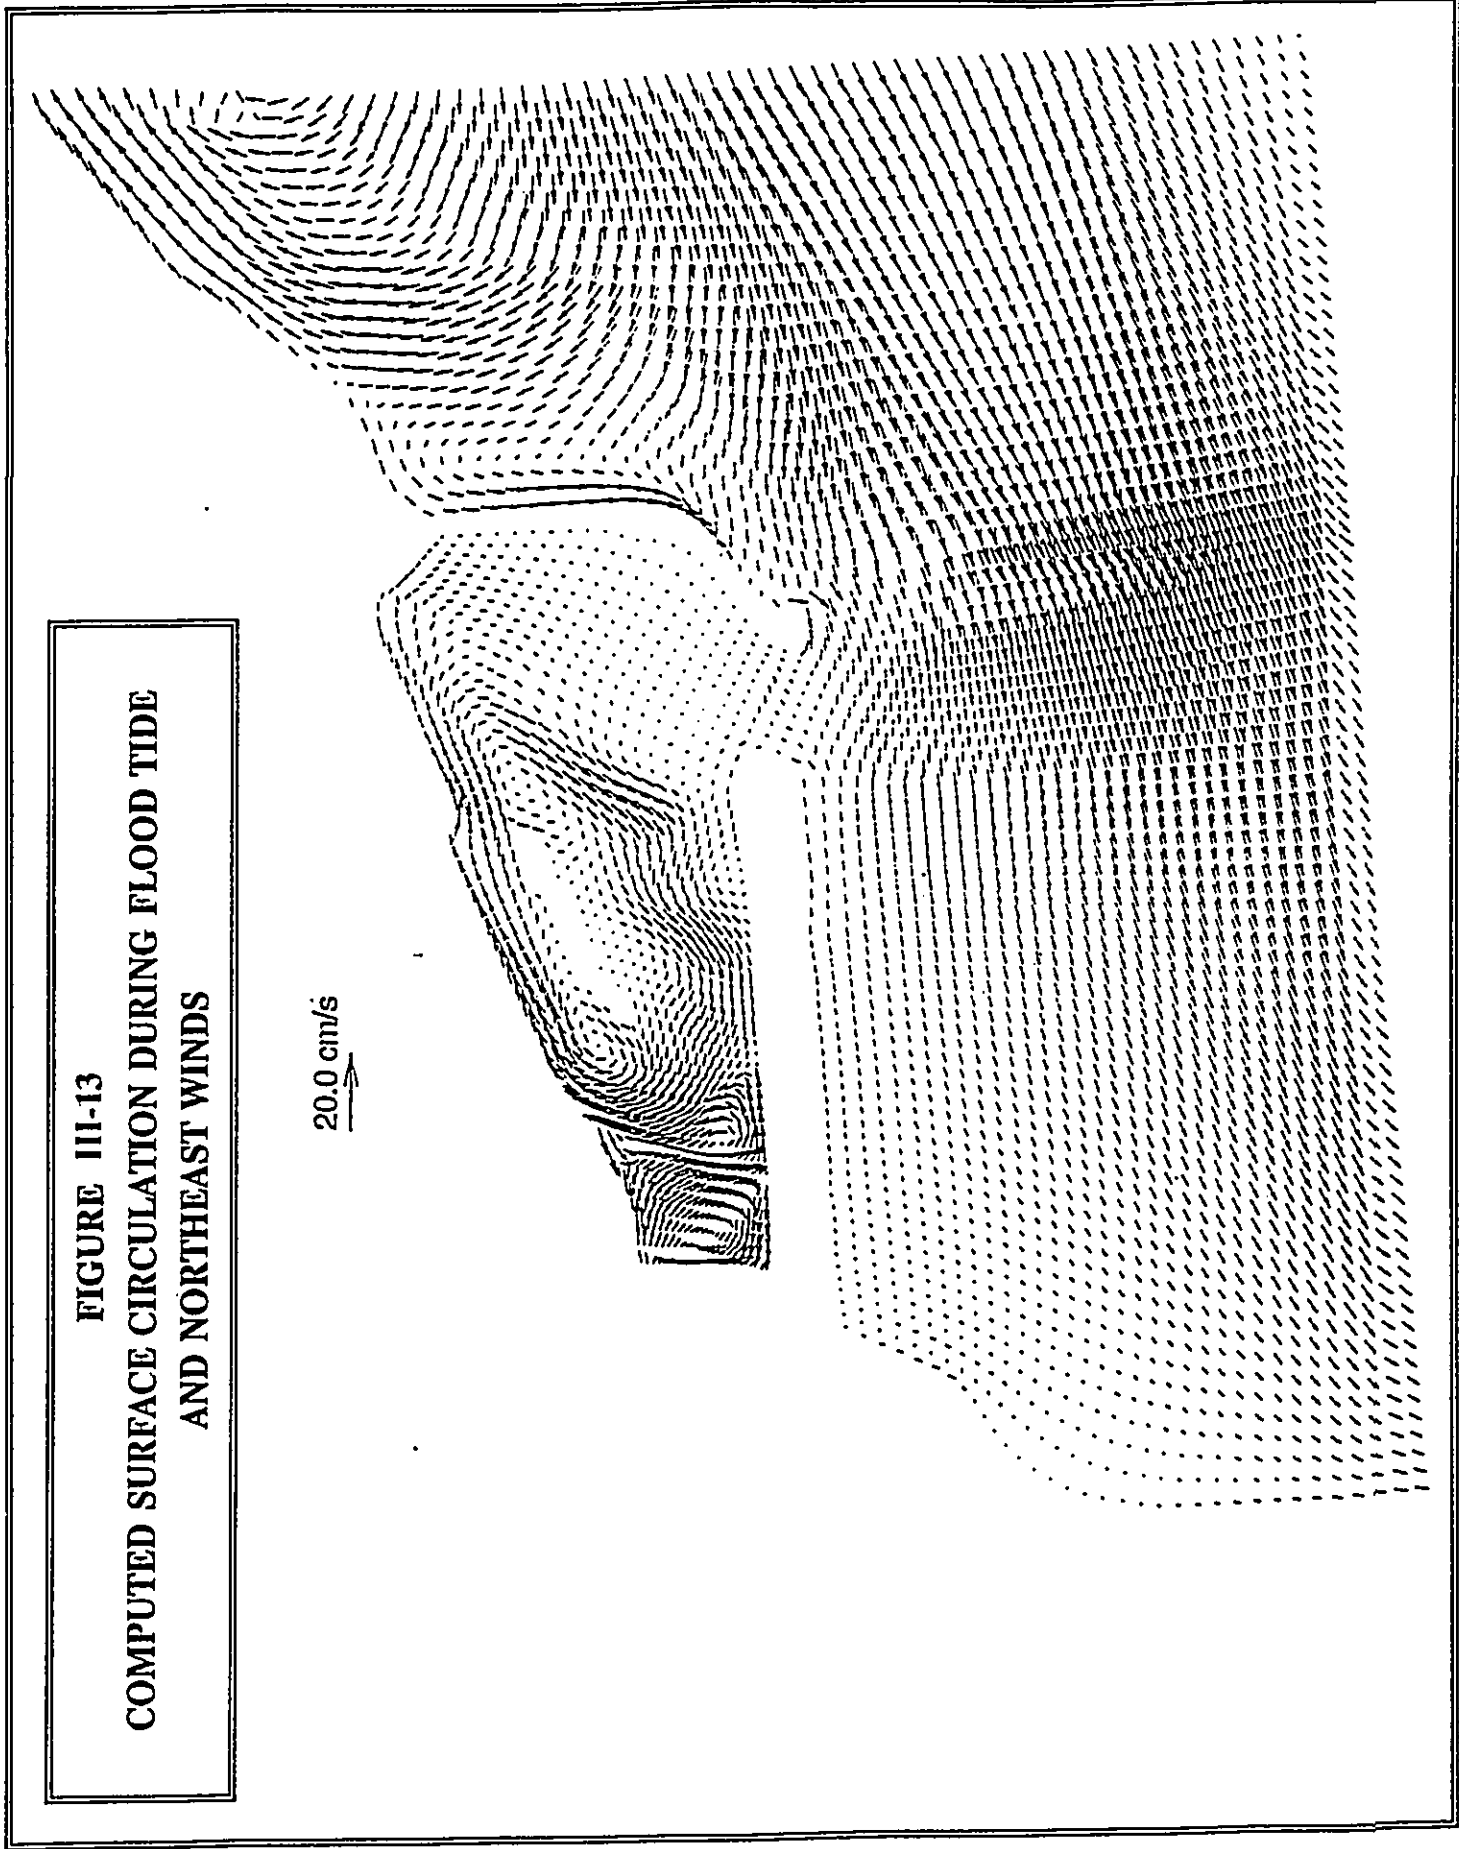 FIGURE III-13
COMPUTED SURFACE CIRCULATION DURING FLOOD TIDE
AND NORTHEAST WINDS
20.0 cm/s